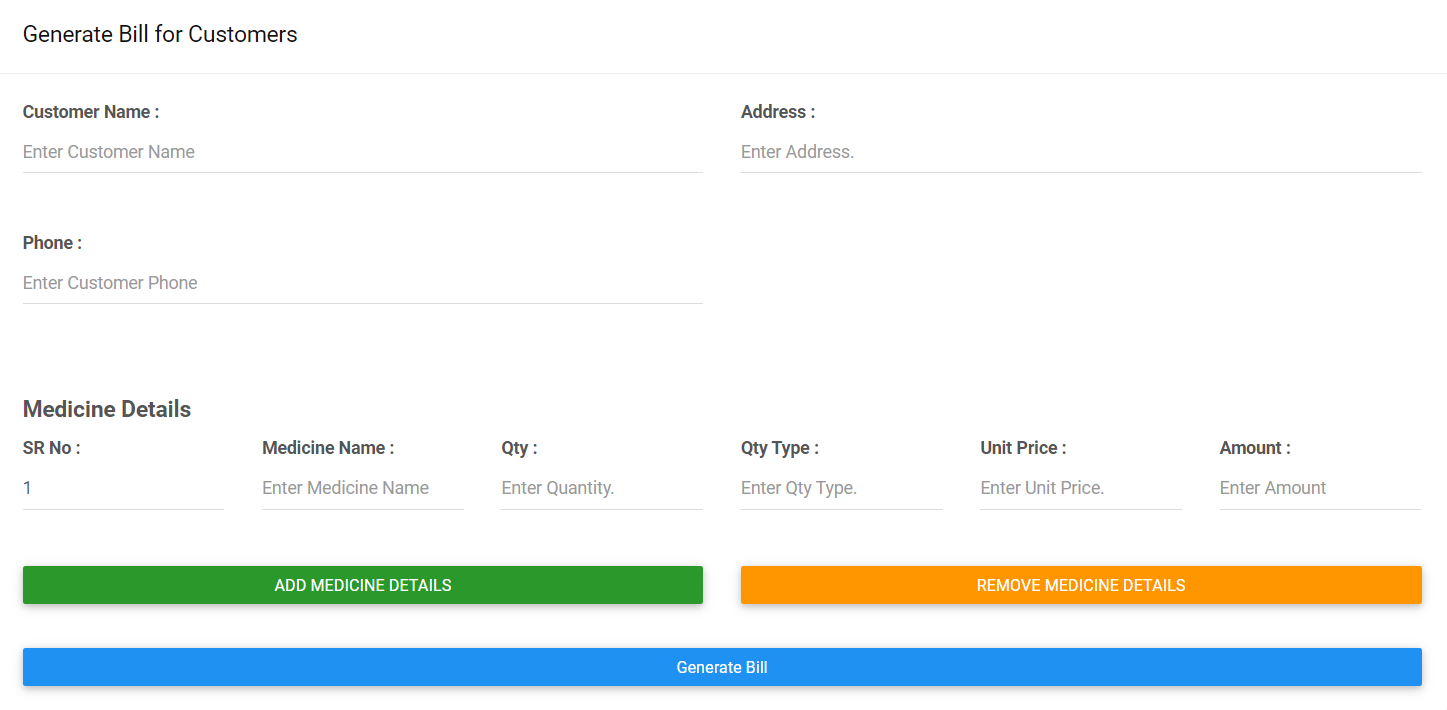 Generate Bill for Customers
Customer Name : Address :
Enter Customer Name Enter Address.
Phone :
Enter Customer Phone
Medicine Details
SR No : Medicine Name : Qty : Qty Type : Unit Price : Amount :
1 Enter Medicine Name Enter Quantity. Enter Qty Type. Enter Unit Price. Enter Amount
ADD MEDICINE DETAILS REMOVE MEDICINE DETAILS
Generate Bill